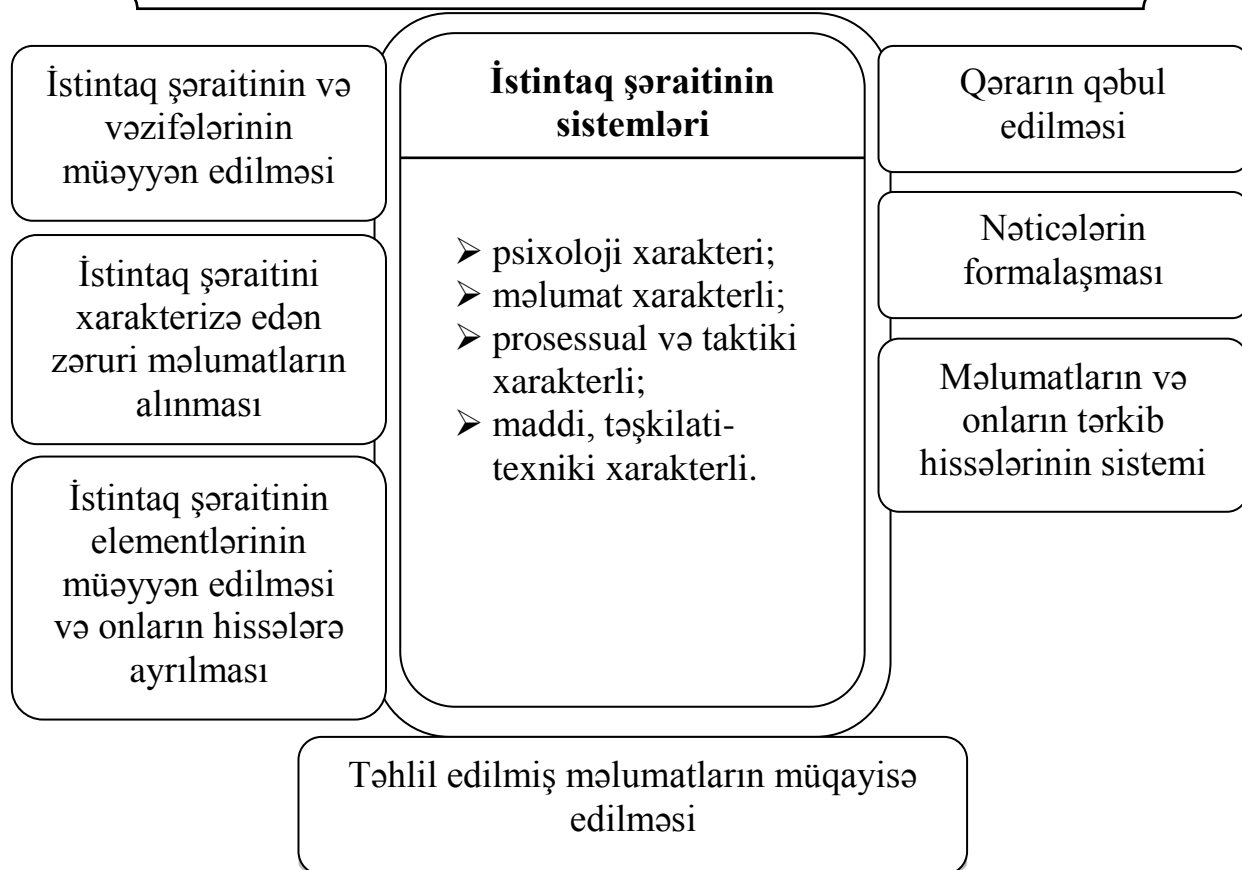 İstintaq şəraitinin və
vəzifələrinin
müəyyən edilməsi
İstintaq şəraitini
xarakterizə edən
zəruri məlumatların
alınması
İstintaq şəraitinin
elementlərinin
müəyyən edilməsi
və onların hissələrə
ayrılması
İstintaq şəraitinin
sistemləri
➢ psixoloji xarakteri;
➢ məlumat xarakterli;
➢ prosessual və taktiki
xarakterli;
➢ maddi, təşkilati-
texniki xarakterli.
Qərarın qəbul
edilməsi
Nəticələrin
formalaşması
Məlumatların və
onların tərkib
hissələrinin sistemi
Təhlil edilmiş məlumatların müqayisə
edilməsi